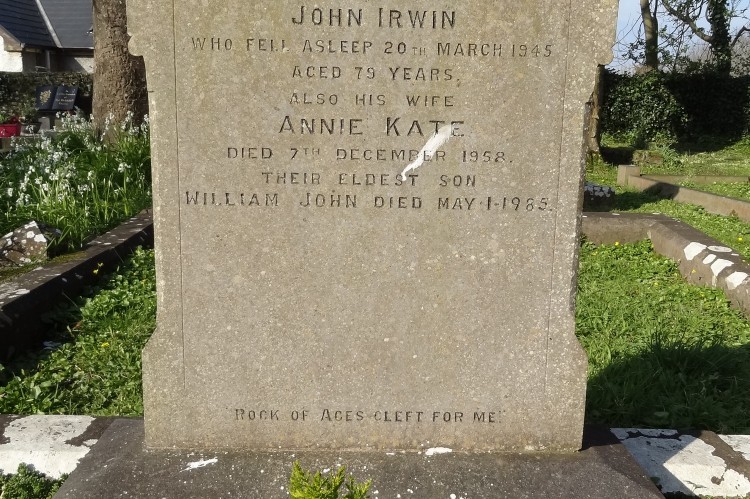 JOHN IRWIN
WHO FELL ASLEEP 20TH MARCH 1945
AGED 79 YEARS.
ALSO HIS WIFE
ANNIE KATE
DIED 7TH DECEMBER 1958.
THEIR ELDEST SON
WILLIAM JOHN DIED MAY·1·1985.
"ROCK OF AGES CLEFT FOR ME"